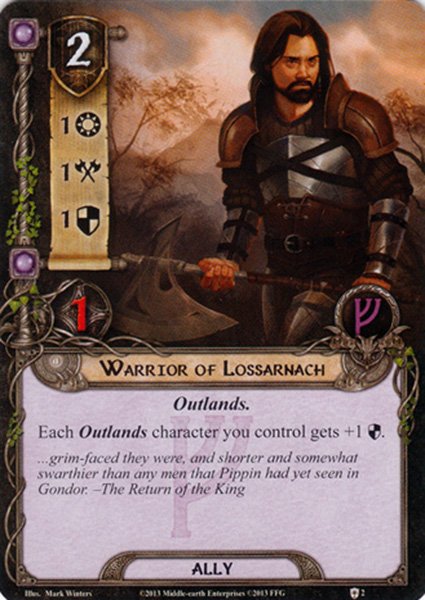 2
1
1
1
1
WARRIOR OF LOSSARNACH
Outlands.
Each Outlands character you control gets +1 .
...grim-faced they were, and shorter and somewhat
swarthier than any men that Pippin had yet seen in
Gondor. –The Return of the King
ALLY
Illus. Mark Winters ©2013 Middle-earth Enterprises ©2013 FFG 2